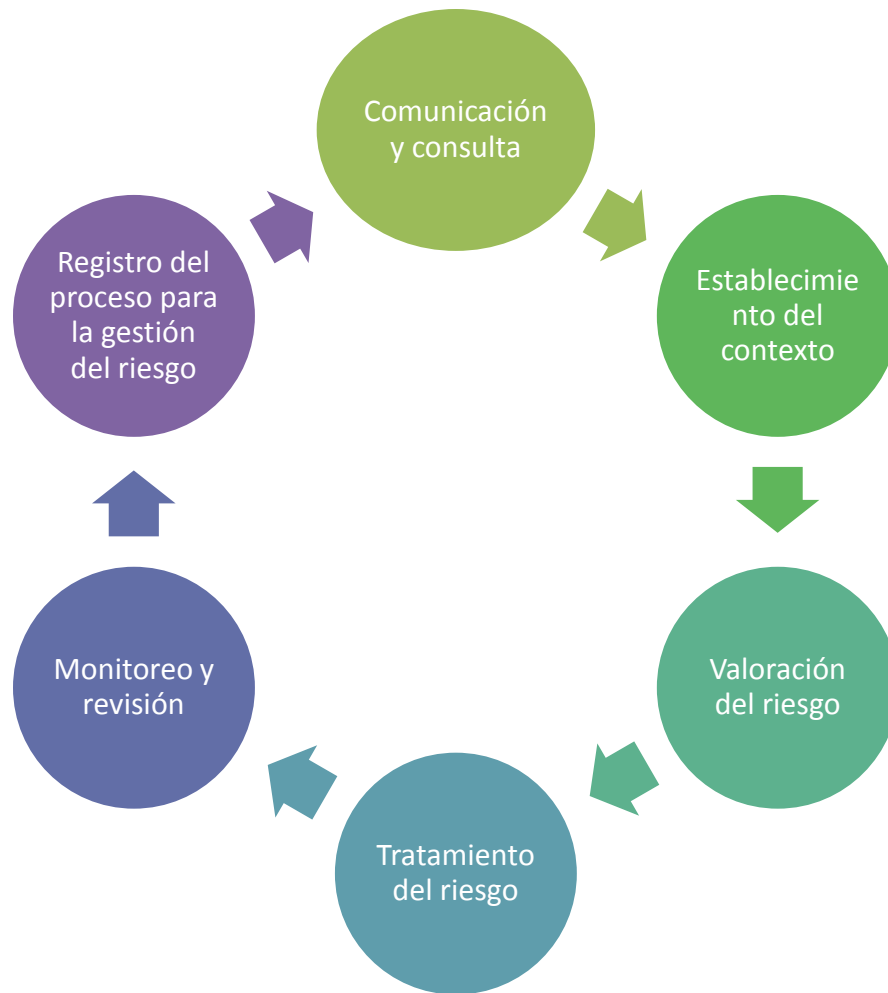 Comunicación
y consulta
Establecimie
nto del
contexto
Valoración
del riesgo
Tratamiento
del riesgo
Monitoreo y
revisión
Registro del
proceso para
la gestión
del riesgo